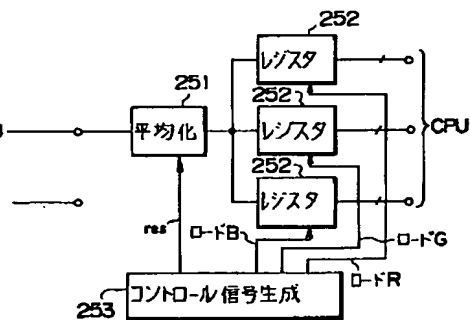 252
レジスタ
251
平均化
252
レジスタ
CPU
252
レジスタ
res
ロードB
ロードG
ロードR
253
コントロール信号生成